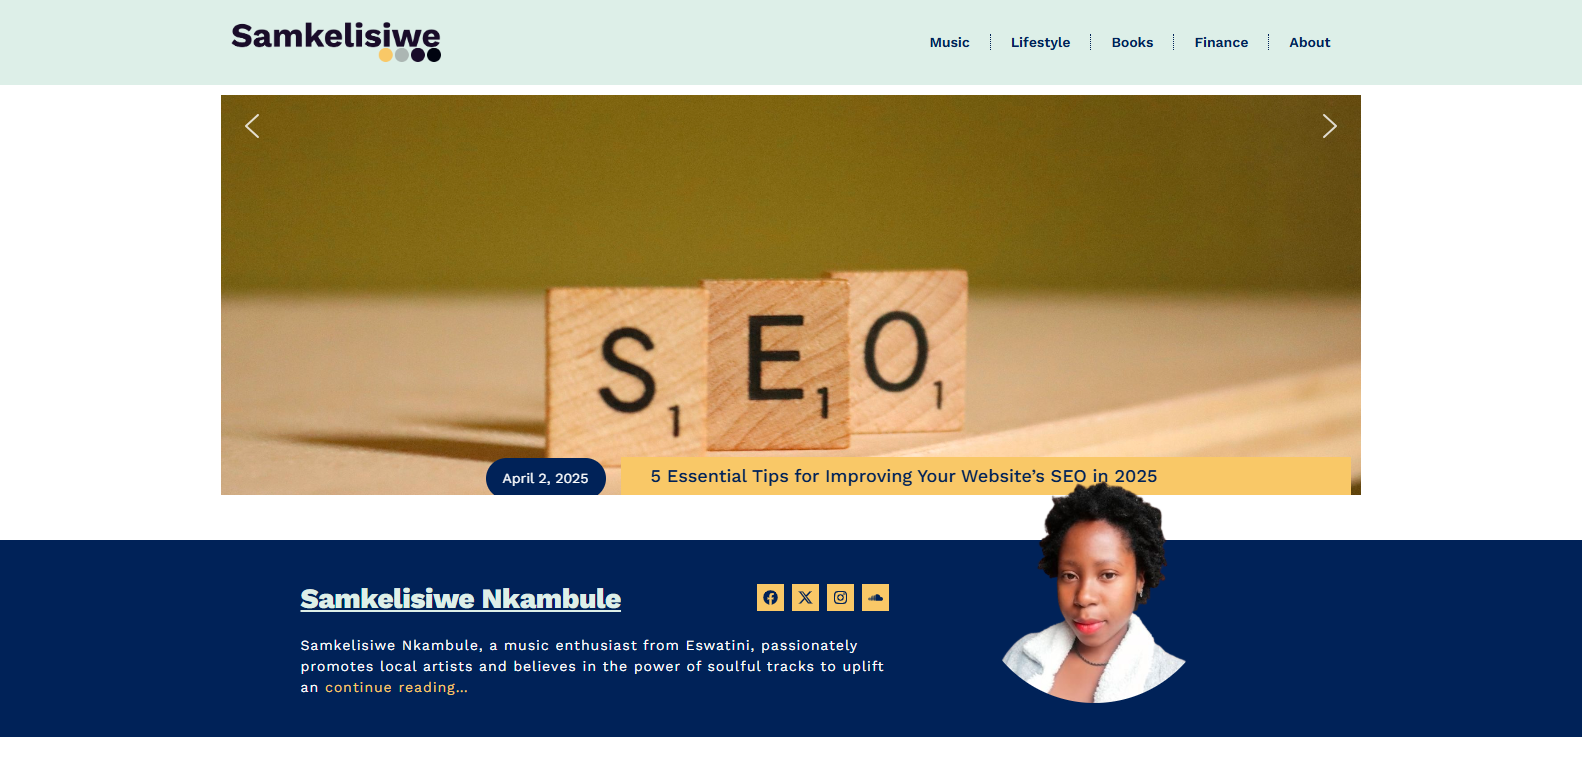 Samkelisiwe
Music
Lifestyle
Books
Finance
About
S1 E1 O1
April 2, 2025
5 Essential Tips for Improving Your Website’s SEO in 2025
Samkelisiwe Nkambule
Samkelisiwe Nkambule, a music enthusiast from Eswatini, passionately
promotes local artists and believes in the power of soulful tracks to uplift
an continue reading...